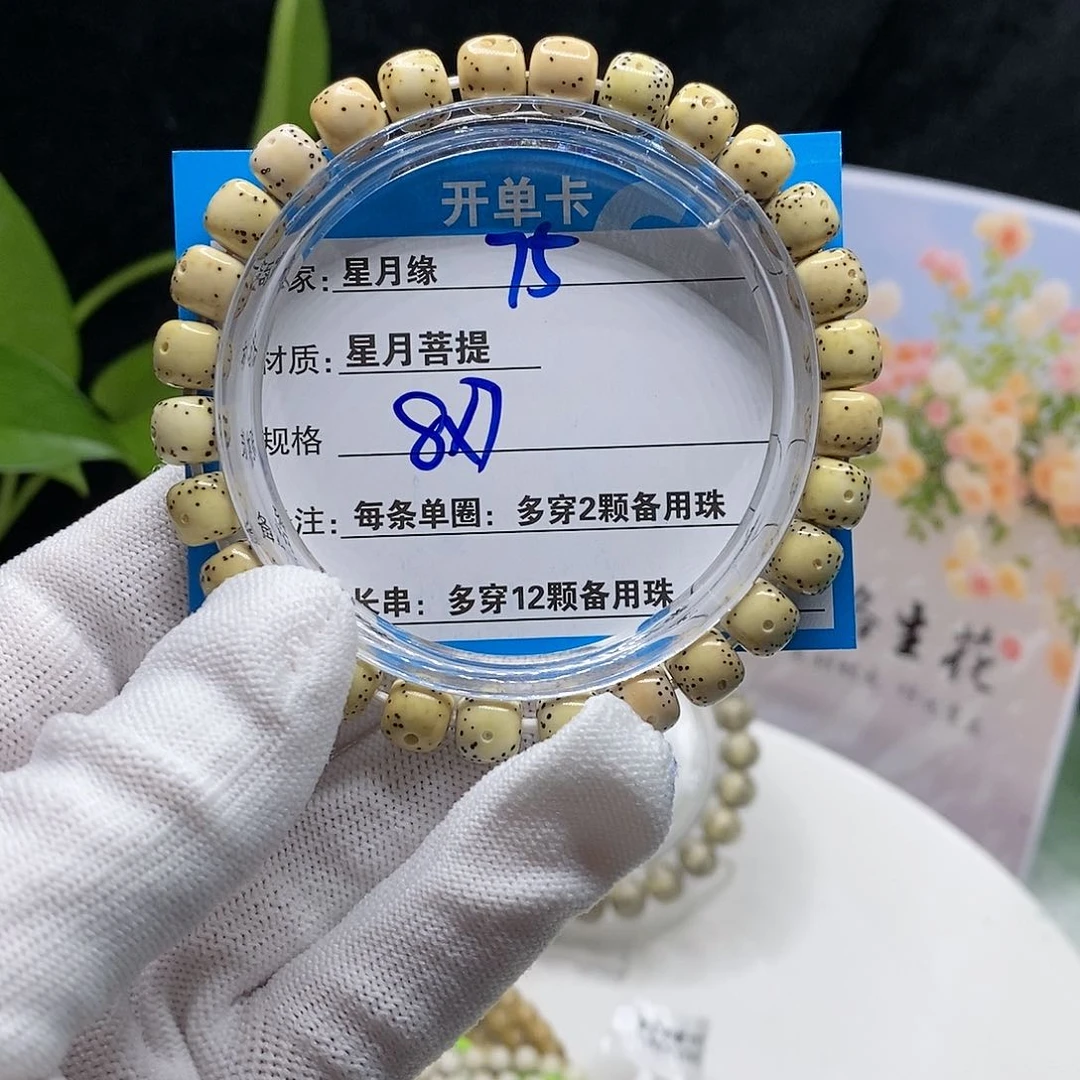 开单卡
家：星月缘 75
材质：星月菩提
规格 8x7
注：每条单圈：多穿2颗备用珠
长串：多穿12颗备用珠
生花